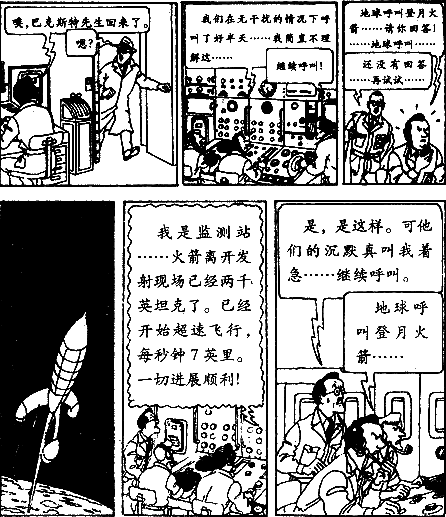 噢,巴克斯特先生回来了。
嗯?
我们在无干扰的情况下呼
叫了好半天……我简直不理
解这……
继续呼叫!
地球呼叫登月火
箭……请你回答!
……地球呼叫……
还没有回答
……再试试……
我是监测站
……火箭离开发
射现场已经两千
英坦克了。已经
开始超速飞行,
每秒钟7英里。
一切进展顺利!
是,是这样。可他
们的沉默真叫我着
急……继续呼叫。
地球呼
叫登月火
箭……